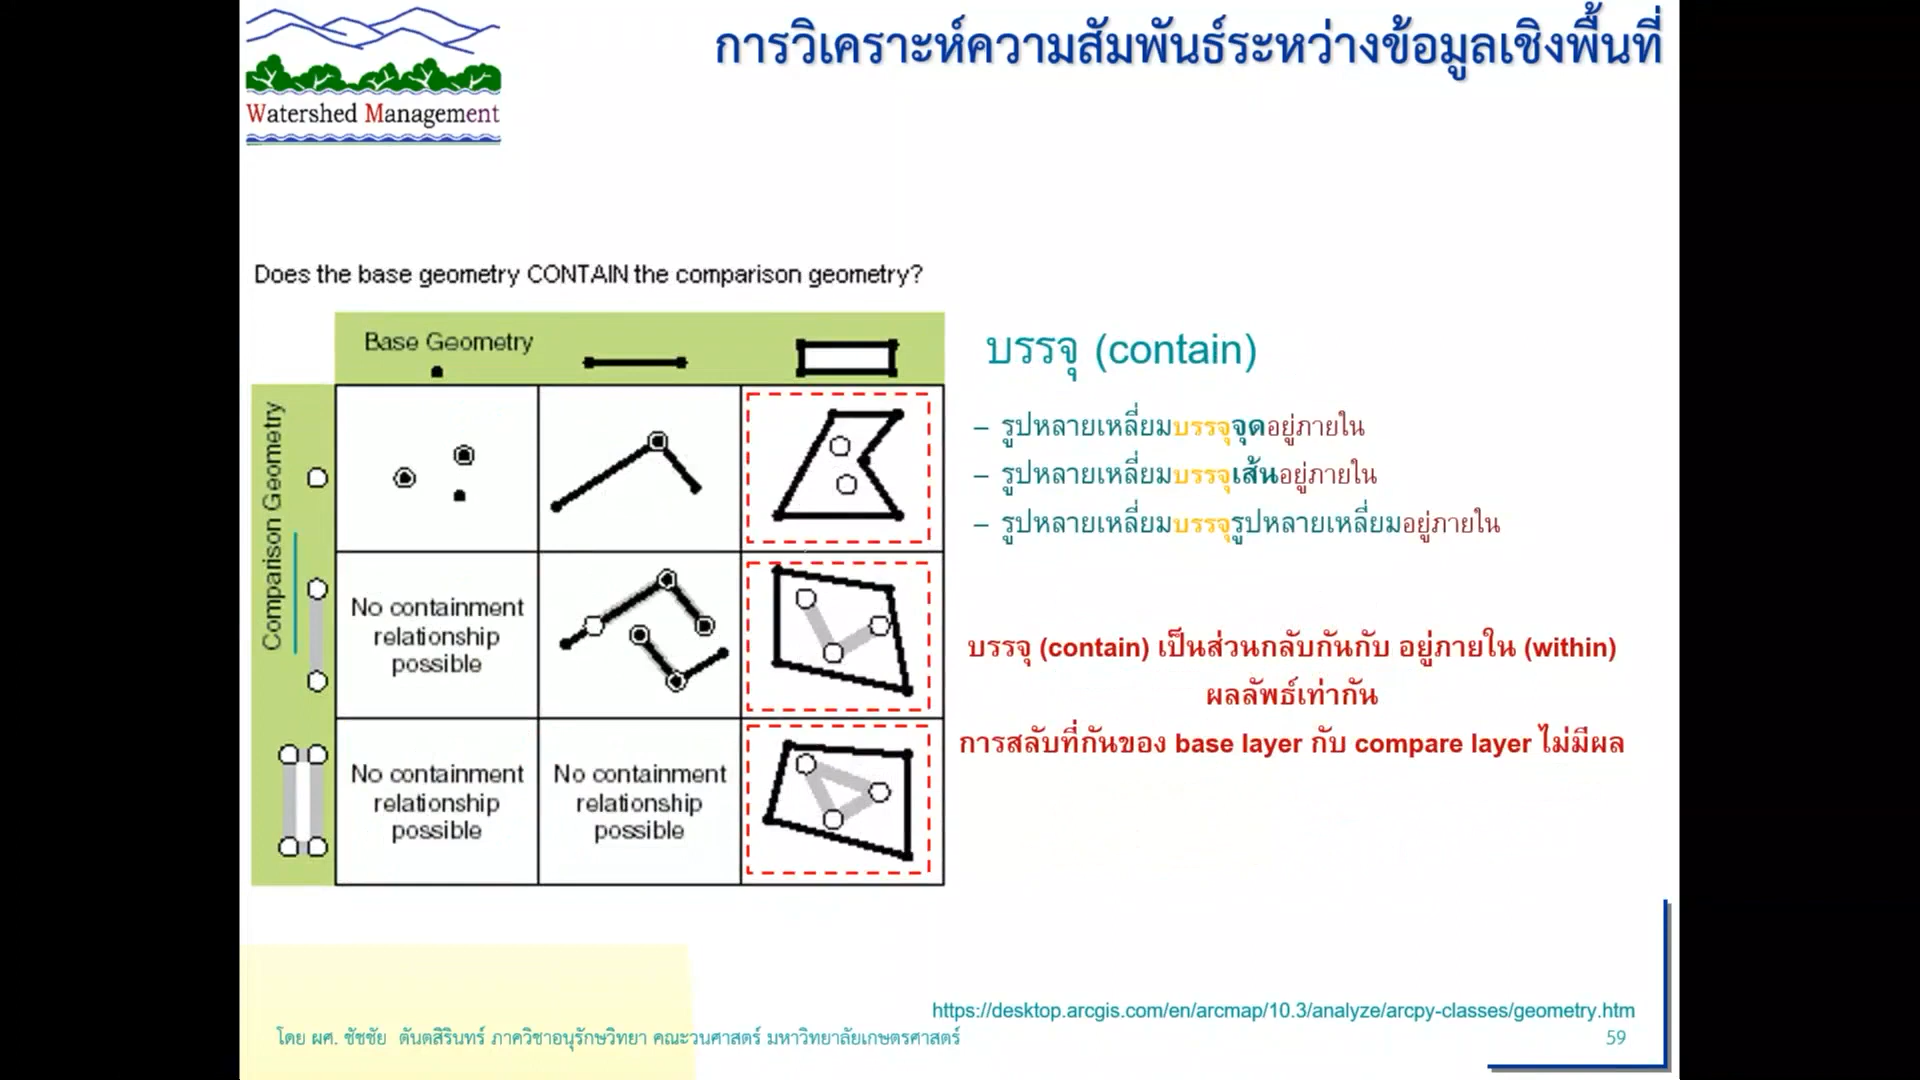 การวิเคราะห์ความสัมพันธ์ระหว่างข้อมูลเชิงพื้นที่
Watershed Management
Does the base geometry CONTAIN the comparison geometry?
Base Geometry
Comparison Geometry
No containment
relationship
possible
No containment
relationship
possible
No containment
relationship
possible
บรรจุ (contain)
– รูปหลายเหลี่ยมบรรจุจุดอยู่ภายใน
– รูปหลายเหลี่ยมบรรจุเส้นอยู่ภายใน
– รูปหลายเหลี่ยมบรรจุรูปหลายเหลี่ยมอยู่ภายใน
บรรจุ (contain) เป็นส่วนกลับกันกับ อยู่ภายใน (within)
ผลลัพธ์เท่ากัน
การสลับที่กันของ base layer กับ compare layer ไม่มีผล
https://desktop.arcgis.com/en/arcmap/10.3/analyze/arcpy-classes/geometry.htm
โดย ผศ. ชัชชัย ตันตสิรินทร์ ภาควิชาอนุรักษวิทยา คณะวนศาสตร์ มหาวิทยาลัยเกษตรศาสตร์
59